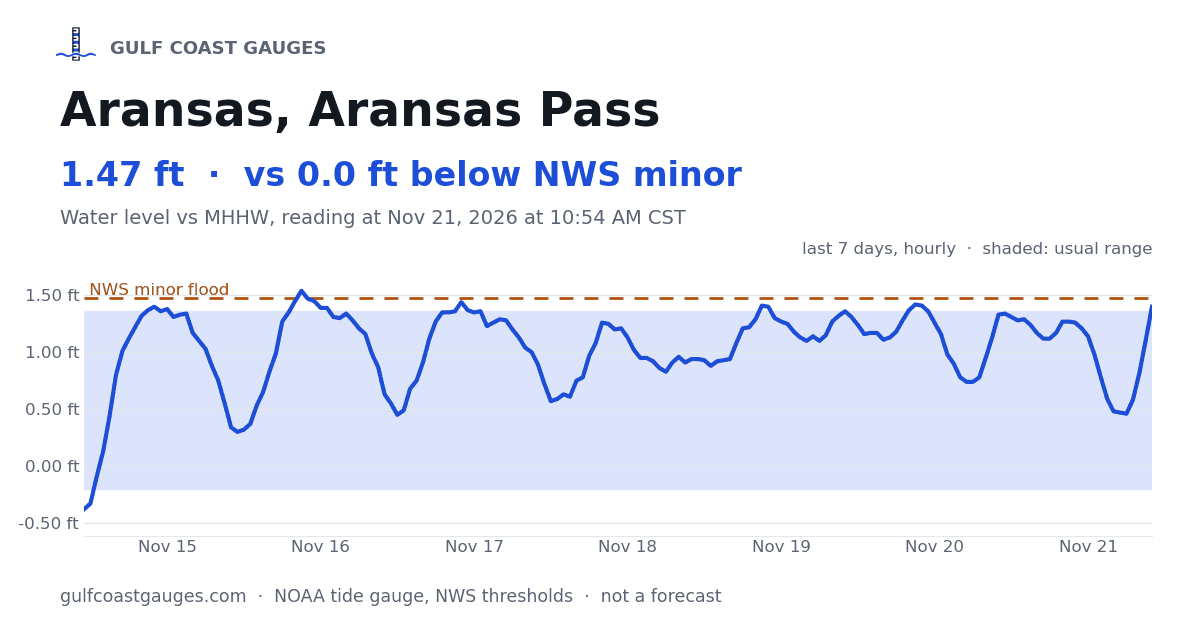 GULF COAST GAUGES
Aransas, Aransas Pass
1.47 ft · vs 0.0 ft below NWS minor
Water level vs MHHW, reading at Nov 21, 2026 at 10:54 AM CST
last 7 days, hourly · shaded: usual range
NWS minor flood
1.50 ft
1.00 ft
0.50 ft
0.00 ft
-0.50 ft
Nov 15 Nov 16 Nov 17 Nov 18 Nov 19 Nov 20 Nov 21
gulfcoastgauges.com · NOAA tide gauge, NWS thresholds · not a forecast